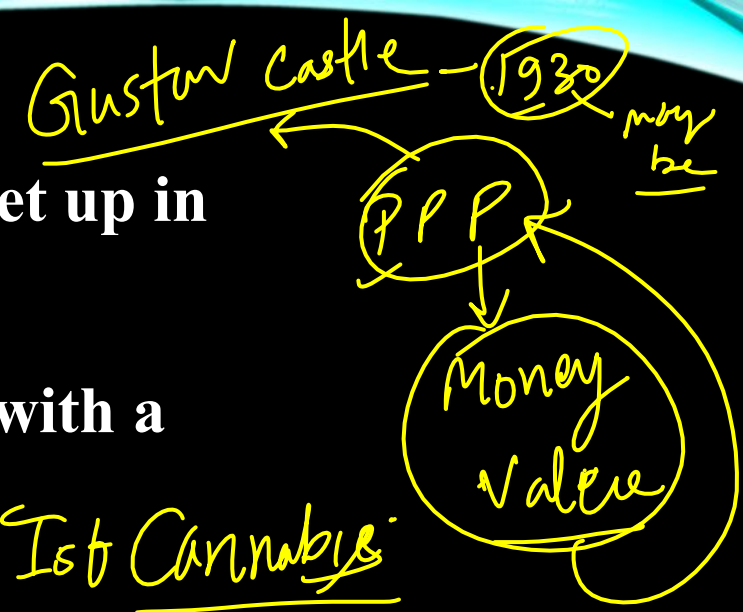 Gustav Castle - 1930
may
be
et up in
PPP
Money
with a
Value
Ist Cannabis